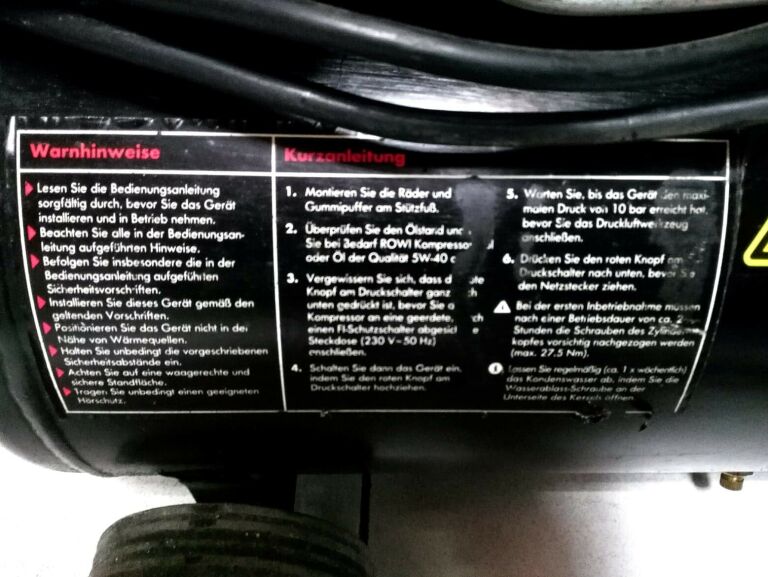 Warnhinweise
Lesen Sie die Bedienungsanleitung
sorgfältig durch, bevor Sie das Gerät
installieren und in Betrieb nehmen.
Beachten Sie alle in der Bedienungsan-
leitung aufgeführten Hinweise.
Befolgen Sie insbesondere die in der
Bedienungsanleitung aufgeführten
Sicherheitsvorschriften.
Installieren Sie dieses Gerät gemäß den
geltenden Vorschriften.
Positionieren Sie das Gerät nicht in der
Nähe von Wärmequellen.
Halten Sie unbedingt die vorgeschriebenen
Sicherheitsabstände ein.
Achten Sie auf eine waagerechte und
sichere Standfläche.
Tragen Sie unbedingt einen geeigneten
Hörschutz.
Kurzanleitung
1. Montieren Sie die Räder und
Gummipuffer am Stützfuß.
2. Überprüfen Sie den Ölstand
Sie bei Bedarf ROWI
oder Öl der Qualität 5W-40
3. Vergewissern Sie sich, dass
Knopf am Druckschalter ganz
unten gedrückt ist, bevor Sie
Kompressor an eine geerdete,
einen FI-Schutzschalter
Steckdose (230 V~50 Hz)
anschließen.
4. Schalten Sie dann das Gerät ein,
indem Sie den roten Knopf am
Druckschalter hochziehen.
5. Warten Sie, bis das Gerät den maxi-
malen Druck von 10 bar erreicht hat,
bevor Sie das Druckluftwerkzeug
anschließen.
6. Drücken Sie den roten Knopf am
Druckschalter nach unten, bevor Sie
den Netzstecker ziehen.
Bei der ersten Inbetriebnahme müssen
nach einer Betriebsdauer von ca. 2
Stunden die Schrauben des
kopfes vorsichtig nachgezogen werden
(max. 27,5 Nm).
Lassen Sie regelmäßig (ca. 1 x wöchentlich)
das Kondenswasser ab, indem Sie die
Wasserablass-Schraube an der
Unterseite des Kessels öffnen.